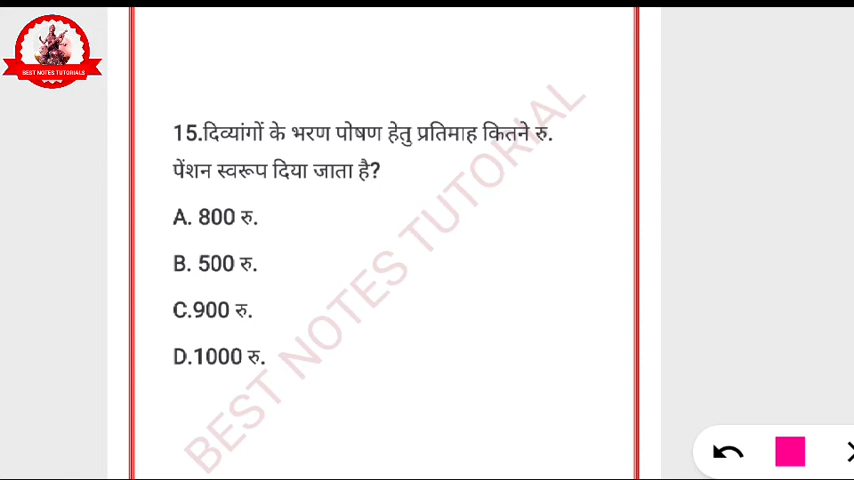 BEST NOTES TUTORIALS
15.दिव्यांगों के भरण पोषण हेतु प्रतिमाह कितने रु.
पेंशन स्वरूप दिया जाता है?
A. 800 रु.
B. 500 रु.
C.900 रु.
D.1000 रु.
BEST NOTES TUTORIAL